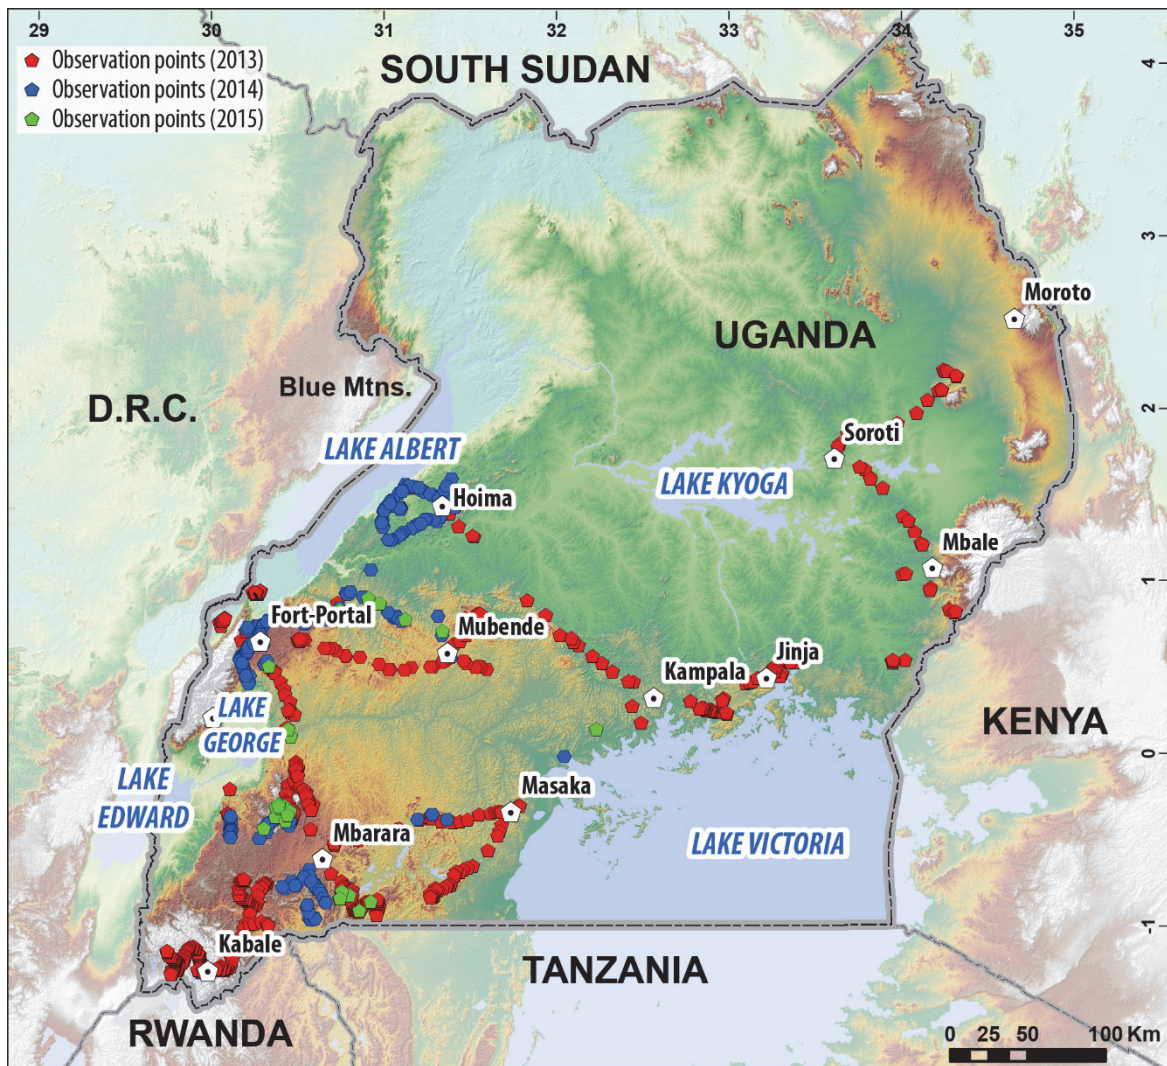 29 30 31 32 33 34 35
Observation points (2013)
Observation points (2014)
Observation points (2015)
SOUTH SUDAN
4
3
Moroto
UGANDA
Blue Mtns.
D.R.C.
2
LAKE ALBERT
Soroti
LAKE KYOGA
Hoima
Mbale
1
Fort-Portal
Mubende
Kampala
Jinja
LAKE
GEORGE
KENYA
0
LAKE
EDWARD
Masaka
Mbarara
LAKE VICTORIA
-1
Kabale
TANZANIA
RWANDA
0 25 50 100 Km